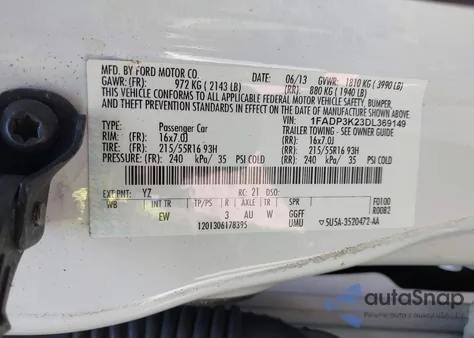 MFD. BY FORD MOTOR CO. DATE: 06/13 GVWR: 1810 KG ( 3990 LB)
GAWR: (FR): 972 KG ( 2143 LB) (RR): 880 KG ( 1940 LB)
THIS VEHICLE CONFORMS TO ALL APPLICABLE FEDERAL MOTOR VEHICLE SAFETY, BUMPER,
AND THEFT PREVENTION STANDARDS IN EFFECT ON THE DATE OF MANUFACTURE SHOWN ABOVE.
VIN: 1FADP3K23DL369149
TYPE: Passenger Car
RIM: (FR): 16x7.0J (RR): 16x7.0J TRAILER TOWING - SEE OWNER GUIDE
TIRE: (FR): 215/55R16 93H (RR): 215/55R16 93H
PRESSURE: (FR): 240 kPa/ 35 PSI COLD (RR): 240 kPa/ 35 PSI COLD
EXT PNT: YZ RC: 21 DSO:
WB INT TR TP/PS R AXLE TR SPR F0100
EW 3 AU W GGFF R0082
1201306178395 UMU 5U5A-3520472-AA
autoSnap